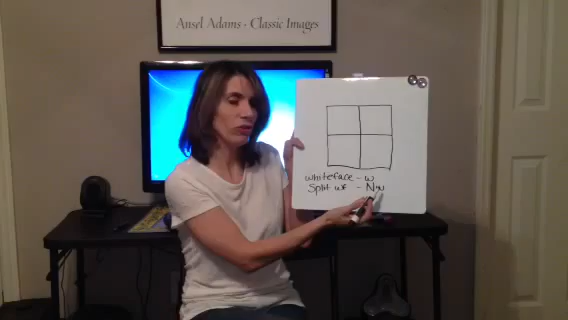 Ansel Adams - Classic Images
whiteface - w
Split wf - Nw